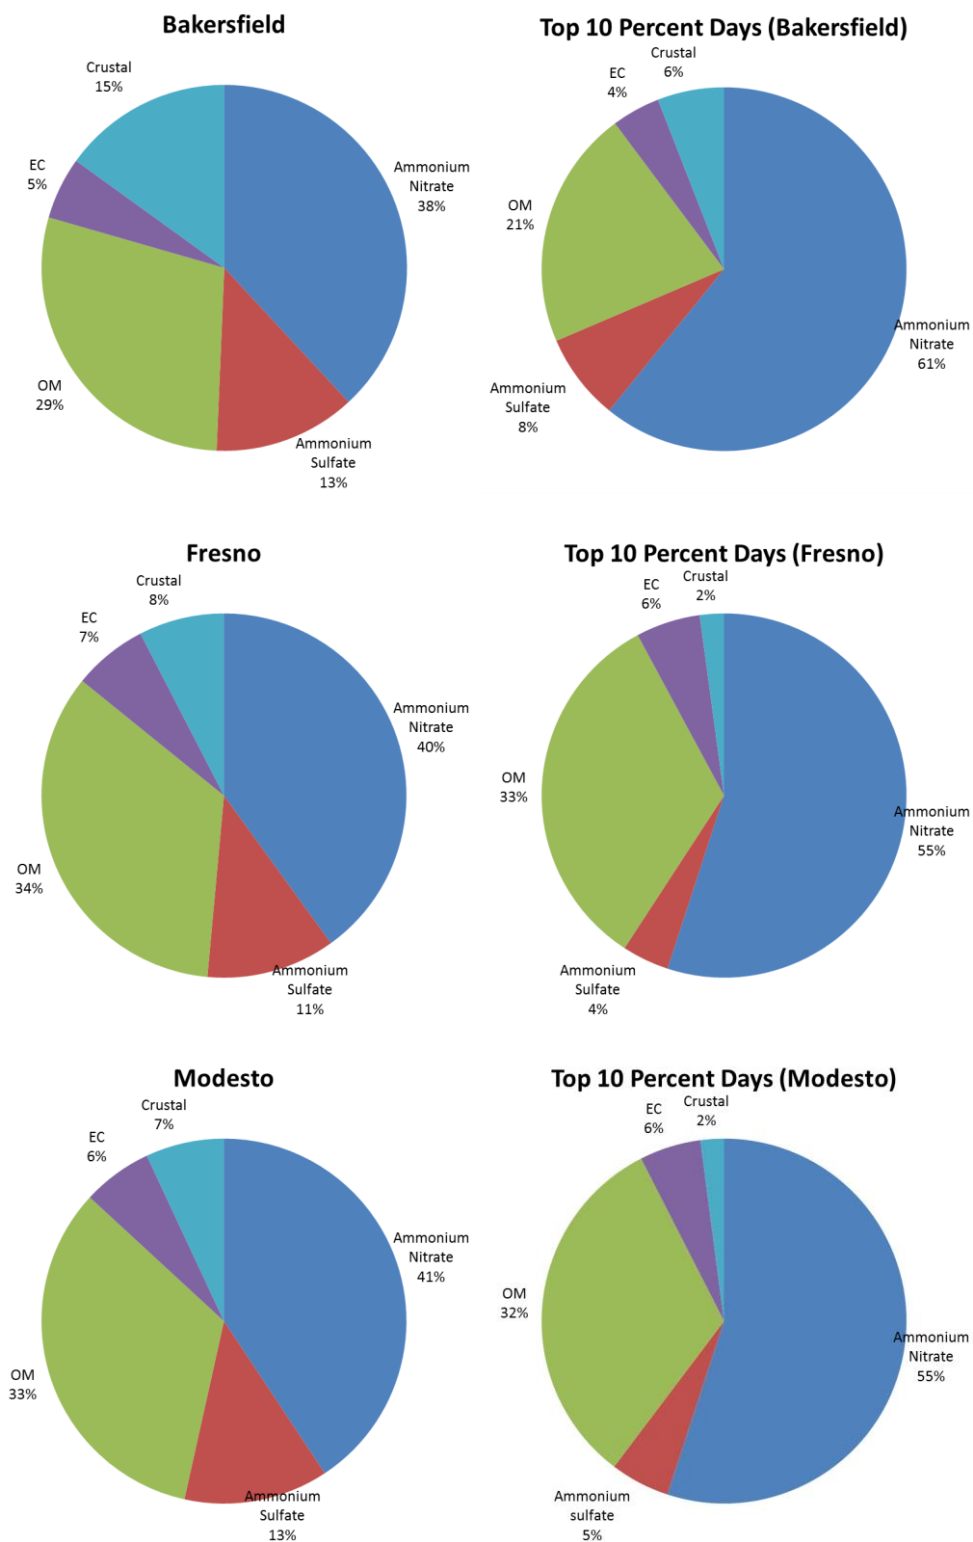 Bakersfield
Crustal
15%
EC
5%
Ammonium
Nitrate
38%
OM
29%
Ammonium
Sulfate
13%
Top 10 Percent Days (Bakersfield)
Crustal
6%
EC
4%
OM
21%
Ammonium
Nitrate
61%
Ammonium
Sulfate
8%
Fresno
Crustal
8%
EC
7%
Ammonium
Nitrate
40%
OM
34%
Ammonium
Sulfate
11%
Top 10 Percent Days (Fresno)
Crustal
2%
EC
6%
OM
33%
Ammonium
Nitrate
55%
Ammonium
Sulfate
4%
Modesto
Crustal
7%
EC
6%
Ammonium
Nitrate
41%
OM
33%
Ammonium
Sulfate
13%
Top 10 Percent Days (Modesto)
Crustal
2%
EC
6%
OM
32%
Ammonium
Nitrate
55%
Ammonium
sulfate
5%